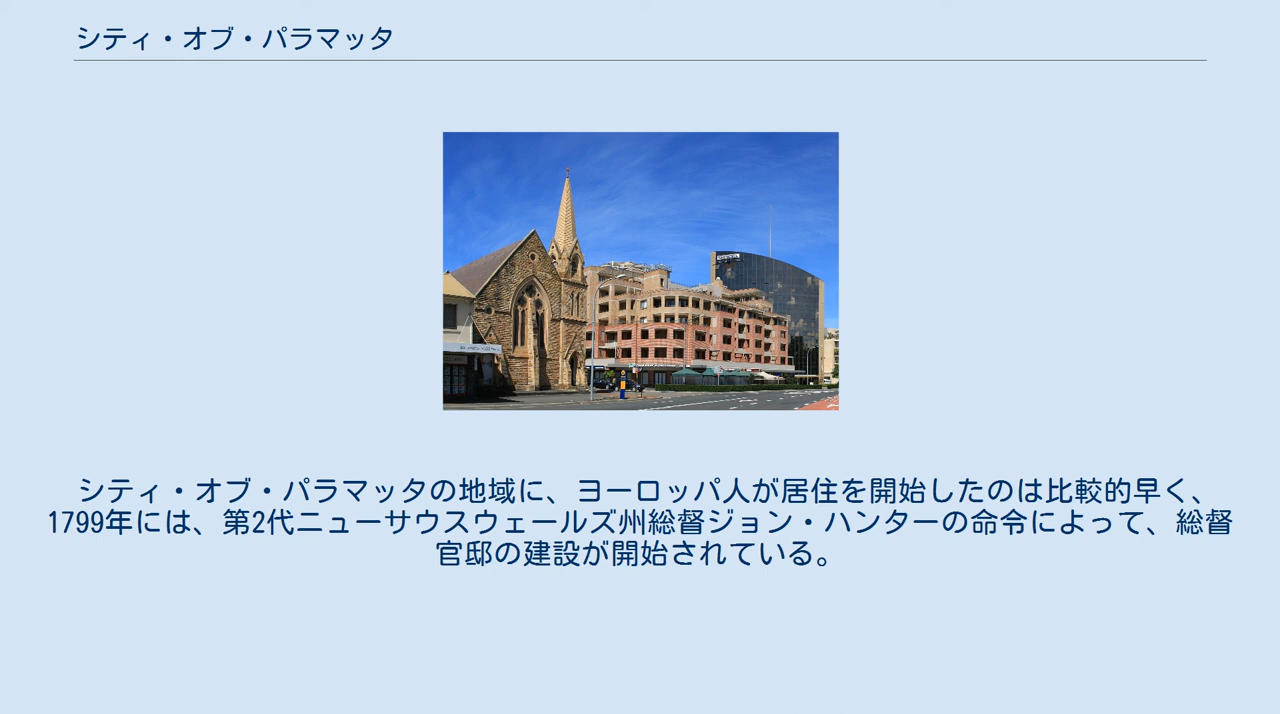 シティ・オブ・パラマッタ
シティ・オブ・パラマッタの地域に、ヨーロッパ人が居住を開始したのは比較的早く、
1799年には、第2代ニューサウスウェールズ州総督ジョン・ハンターの命令によって、総督
官邸の建設が開始されている。